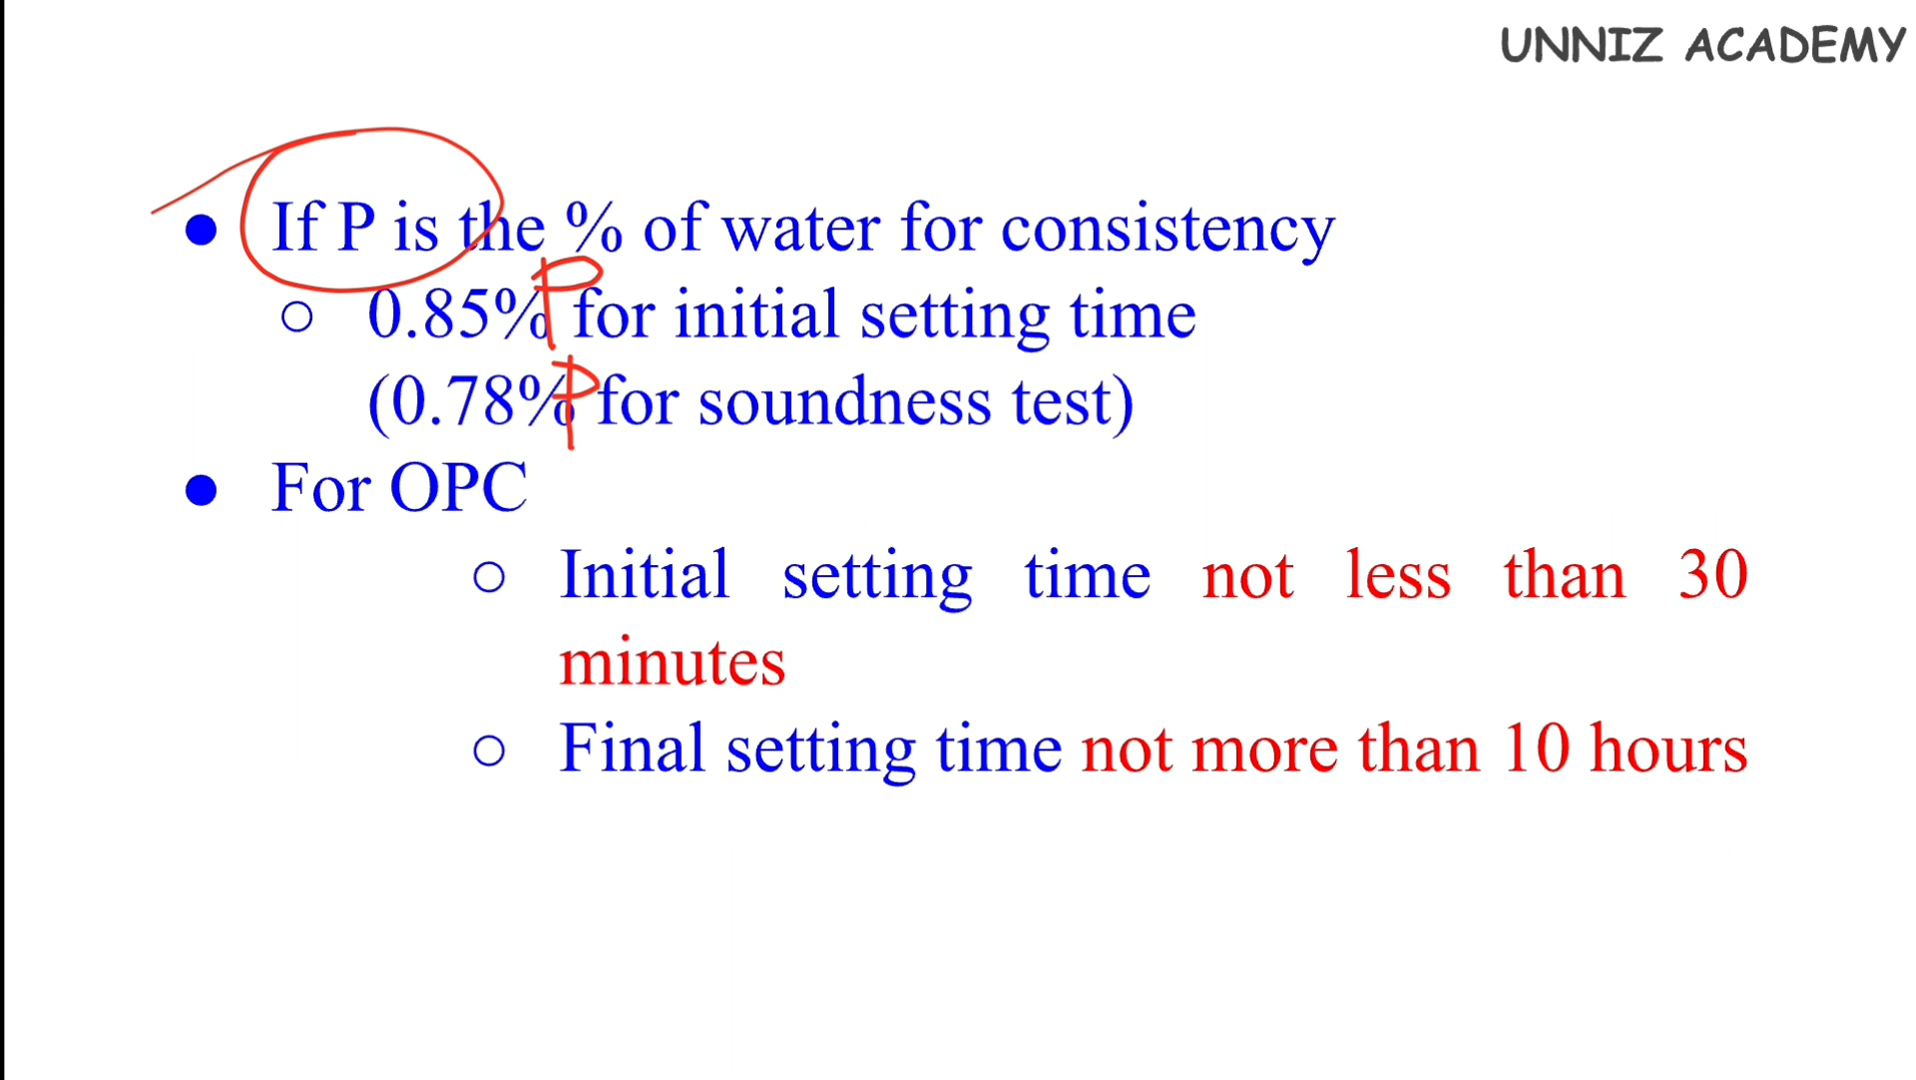 UNNIZ ACADEMY
● If P is the % of water for consistency
○ 0.85% P for initial setting time
(0.78% P for soundness test)
● For OPC
○ Initial setting time not less than 30
minutes
○ Final setting time not more than 10 hours